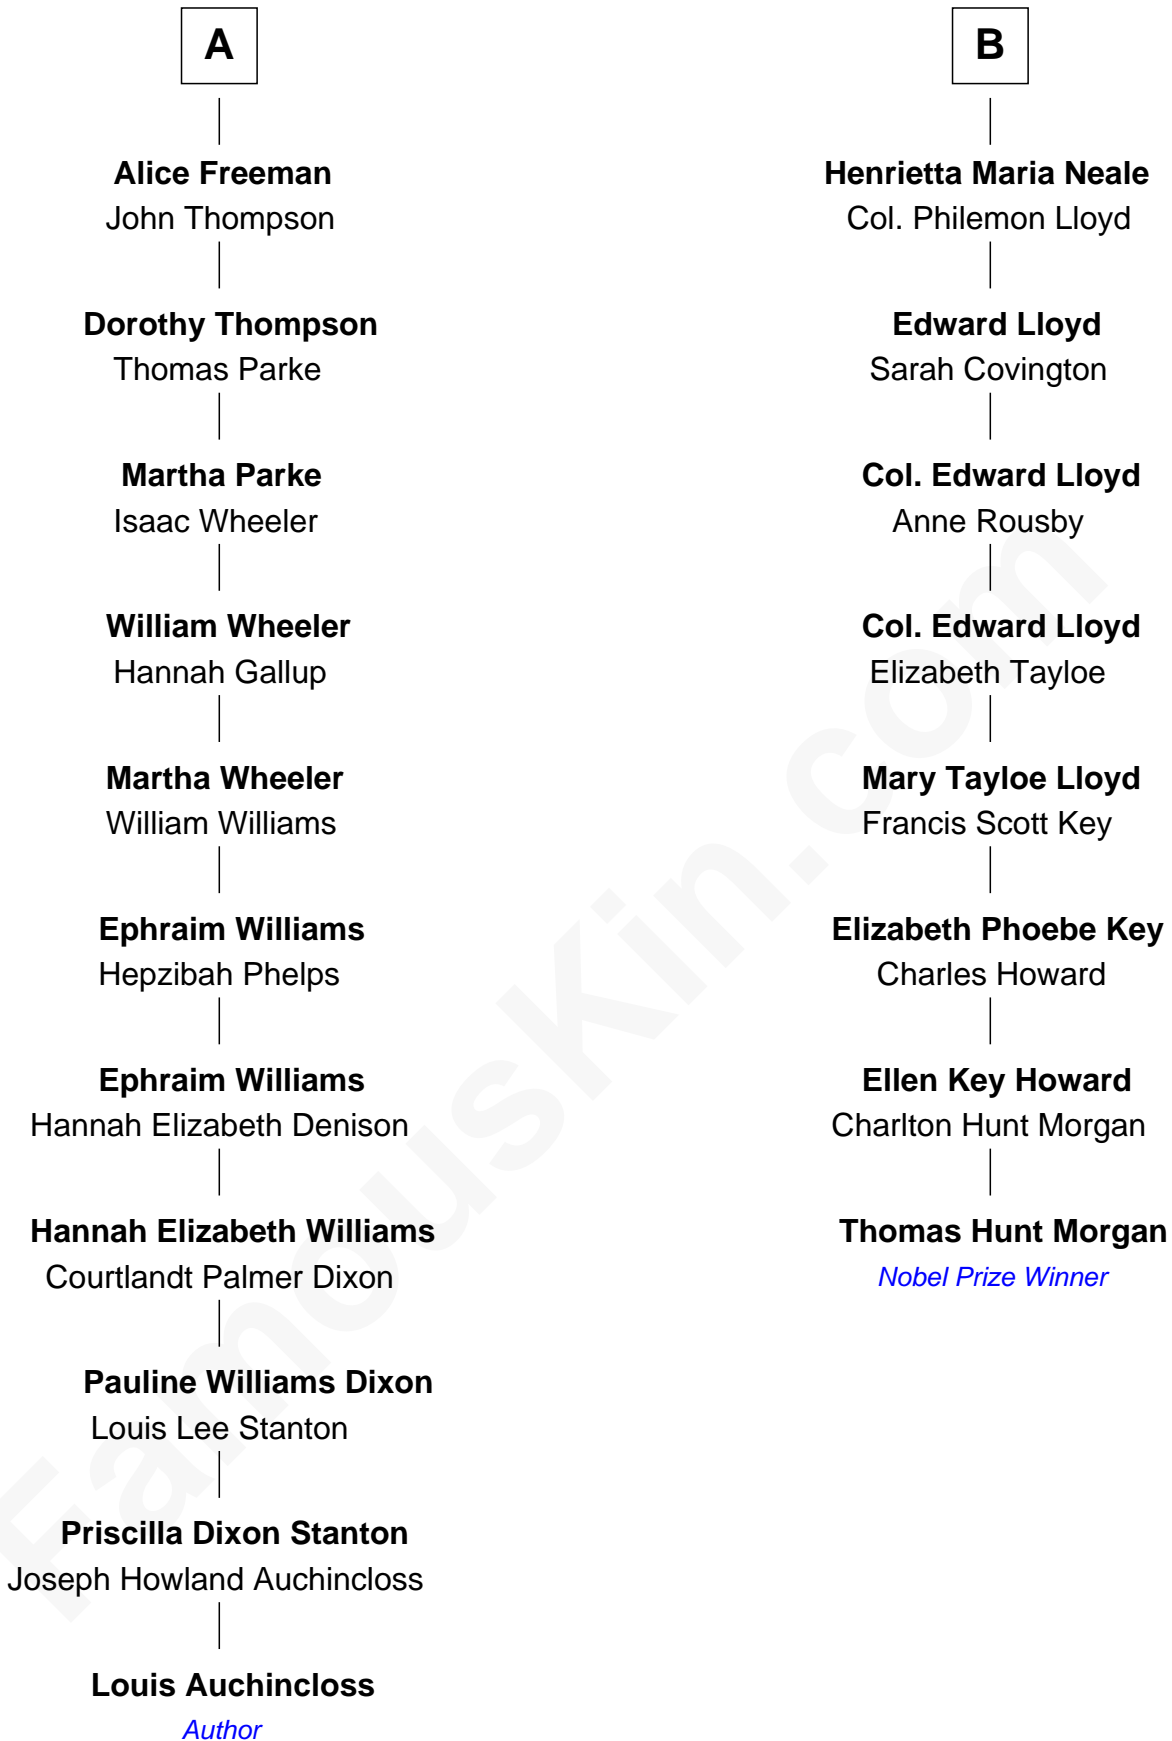 A
Alice Freeman
John Thompson
Dorothy Thompson
Thomas Parke
Martha Parke
Isaac Wheeler
William Wheeler
Hannah Gallup
Martha Wheeler
William Williams
Ephraim Williams
Hepzibah Phelps
Ephraim Williams
Hannah Elizabeth Denison
Hannah Elizabeth Williams
Courtlandt Palmer Dixon
Pauline Williams Dixon
Louis Lee Stanton
Priscilla Dixon Stanton
Joseph Howland Auchincloss
Louis Auchincloss
Author
B
Henrietta Maria Neale
Col. Philemon Lloyd
Edward Lloyd
Sarah Covington
Col. Edward Lloyd
Anne Rousby
Col. Edward Lloyd
Elizabeth Tayloe
Mary Tayloe Lloyd
Francis Scott Key
Elizabeth Phoebe Key
Charles Howard
Ellen Key Howard
Charlton Hunt Morgan
Thomas Hunt Morgan
Nobel Prize Winner
FamousKin.com